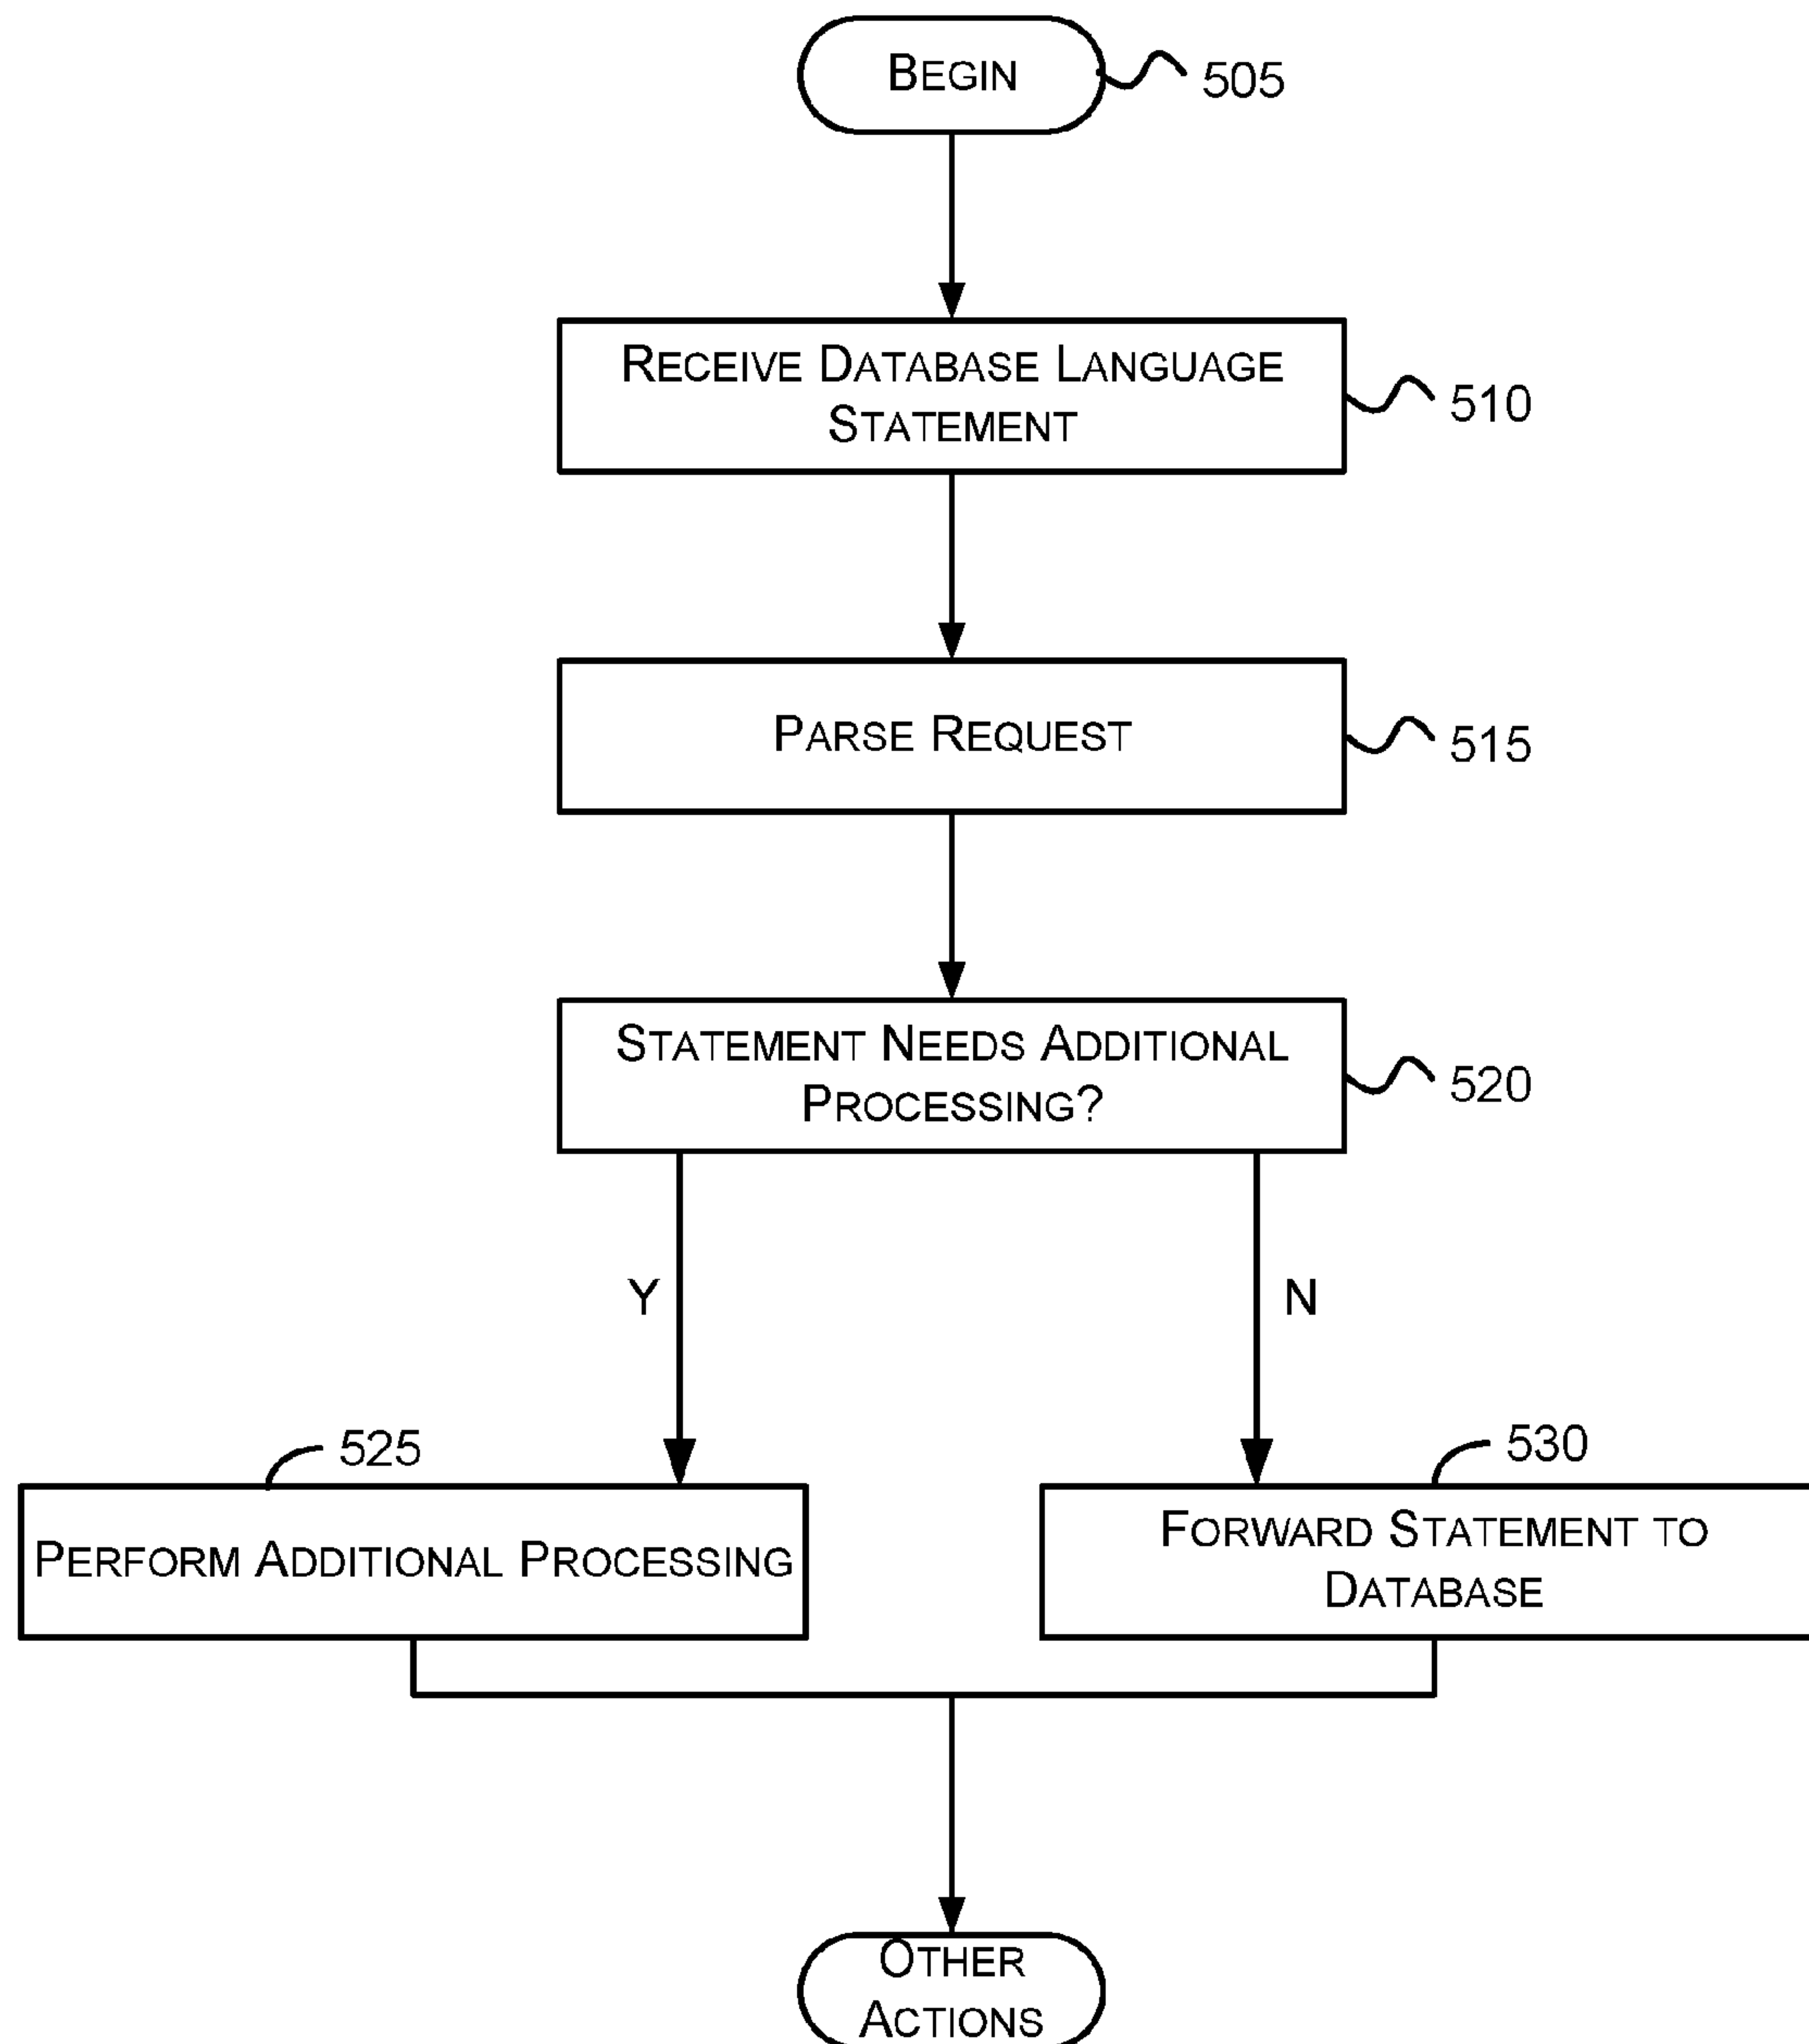 BEGIN
505
RECEIVE DATABASE LANGUAGE
STATEMENT
510
PARSE REQUEST
515
STATEMENT NEEDS ADDITIONAL
PROCESSING?
520
Y
N
525
530
PERFORM ADDITIONAL PROCESSING
FORWARD STATEMENT TO
DATABASE
OTHER
ACTIONS